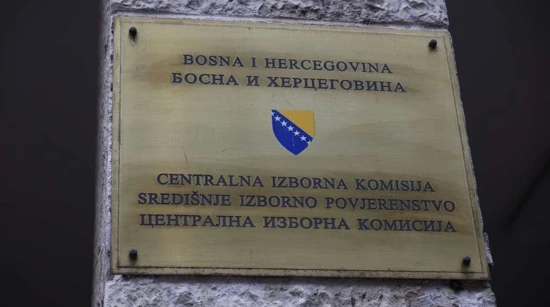 BOSNA I HERCEGOVINA
БОСНА И ХЕРЦЕГОВИНА
CENTRALNA IZBORNA KOMISIJA
SREDIŠNJE IZBORNO POVJERENSTVO
ЦЕНТРАЛНА ИЗБОРНА КОМИСИЈА